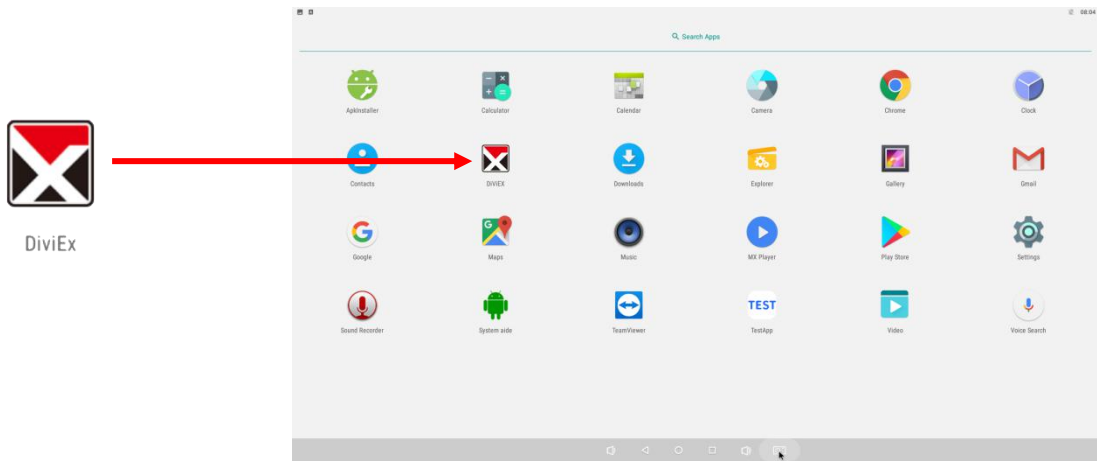 08:04
Search Apps
Apkinstaller
Calculator
Calendar
Camera
Chrome
Clock
Contacts
DiViEX
Downloads
Explorer
Gallery
Gmail
DiviEx
Google
Maps
Music
MX Player
Play Store
Settings
Sound Recorder
System aide
TeamViewer
TEST
TestApp
Video
Voice Search